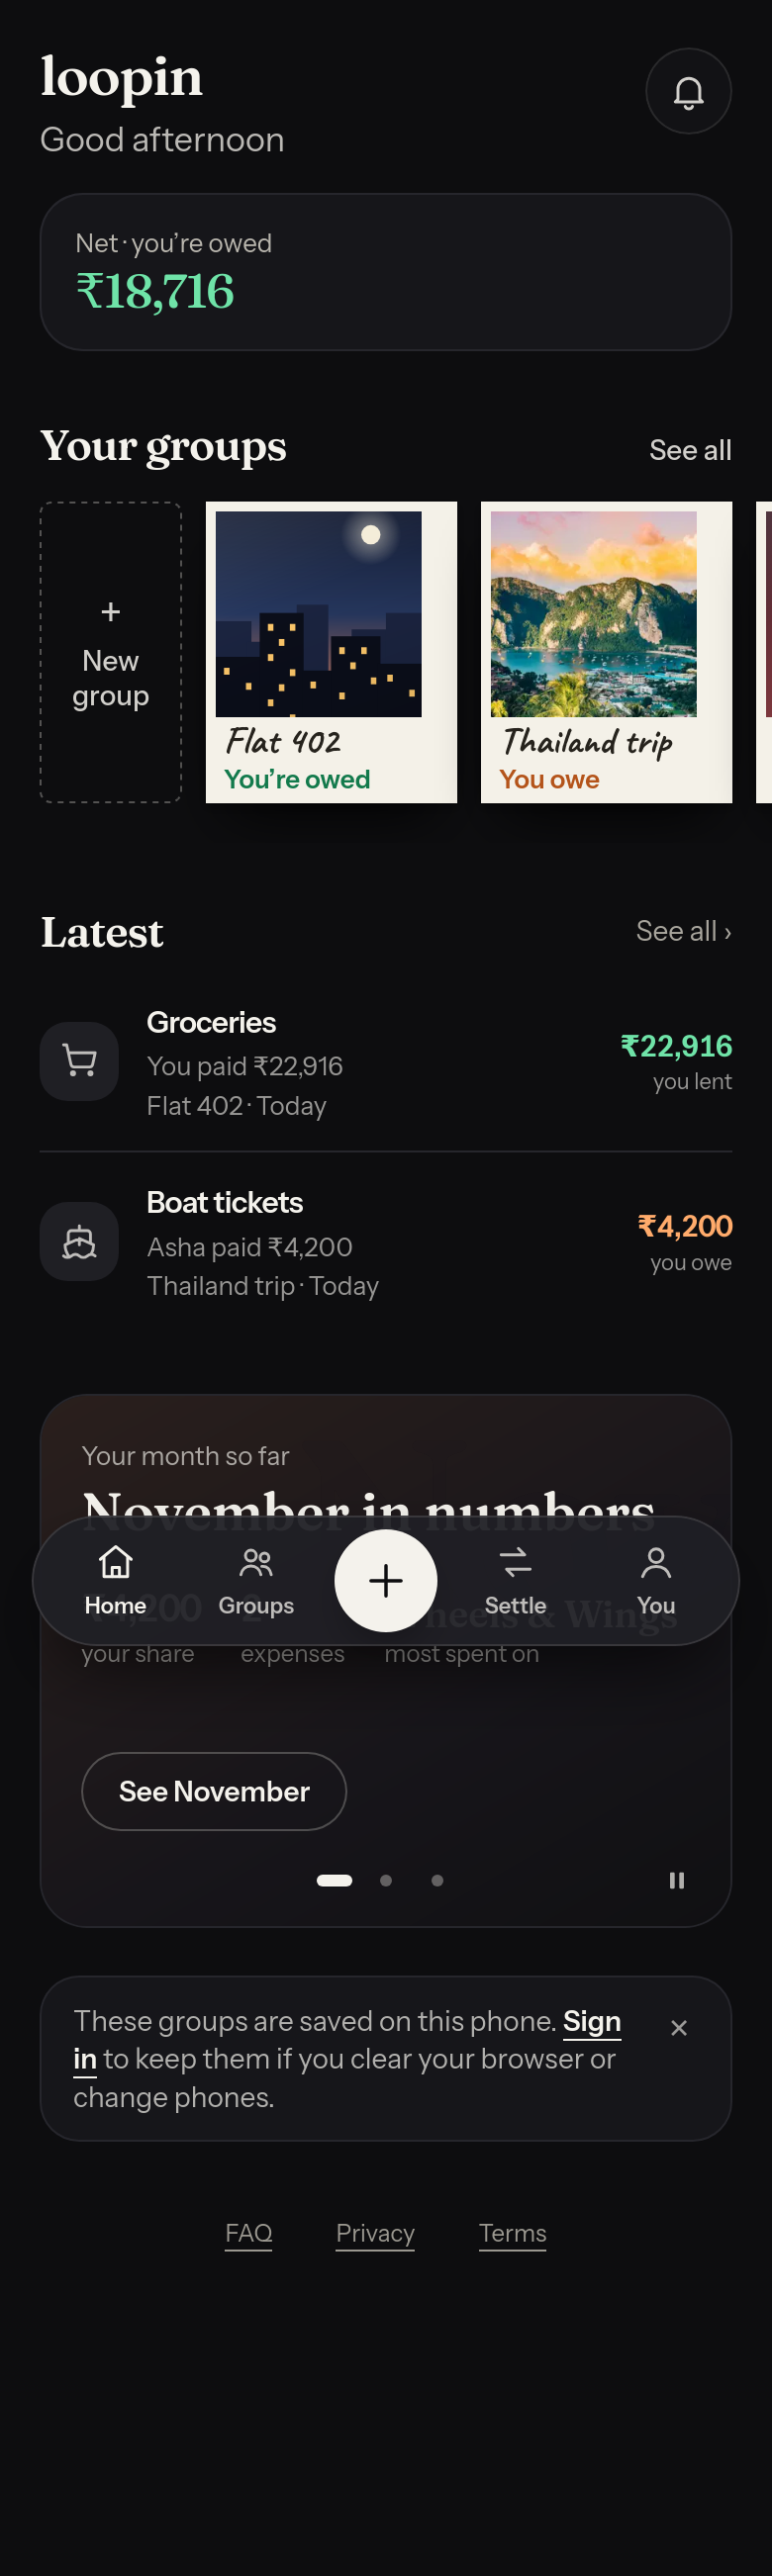 loopin
Good afternoon
Net · you’re owed
₹18,716
Your groups
See all
+
New
group
Flat 402
You’re owed
Thailand trip
You owe
Latest
See all ›
Groceries
You paid ₹22,916
Flat 402 · Today
₹22,916
you lent
Boat tickets
Asha paid ₹4,200
Thailand trip · Today
₹4,200
you owe
Your month so far
November in numbers
Home
Groups
Settle
You
& Wings
your share
expenses
most spent on
See November
These groups are saved on this phone. Sign
in to keep them if you clear your browser or
change phones.
FAQ
Privacy
Terms